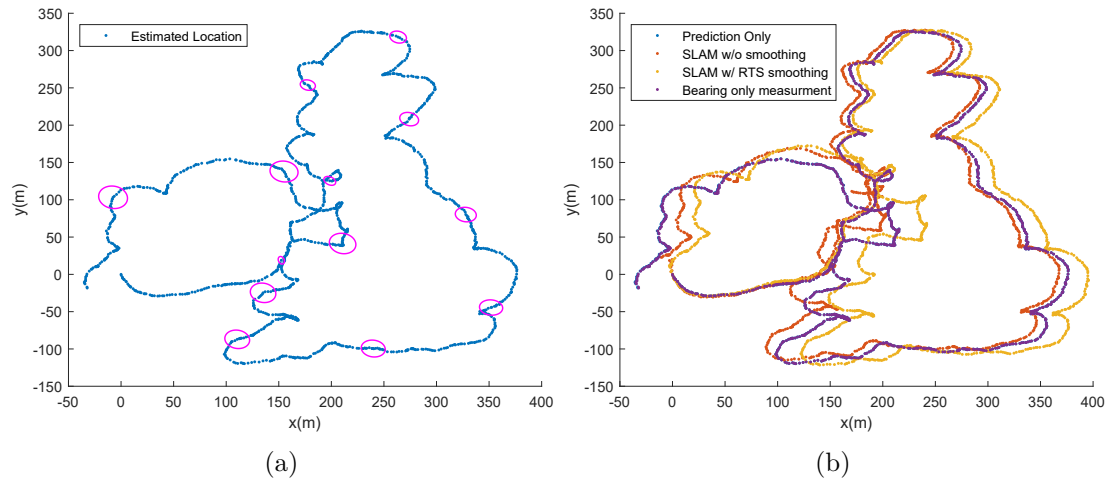 350
300
250
200
150
100
50
0
-50
-100
-150
-50 0 50 100 150 200 250 300 350 400
x(m)
y(m)
Estimated Location
(a)
350
300
250
200
150
100
50
0
-50
-100
-150
-50 0 50 100 150 200 250 300 350 400
x(m)
y(m)
Prediction Only
SLAM w/o smoothing
SLAM w/ RTS smoothing
Bearing only measurment
(b)